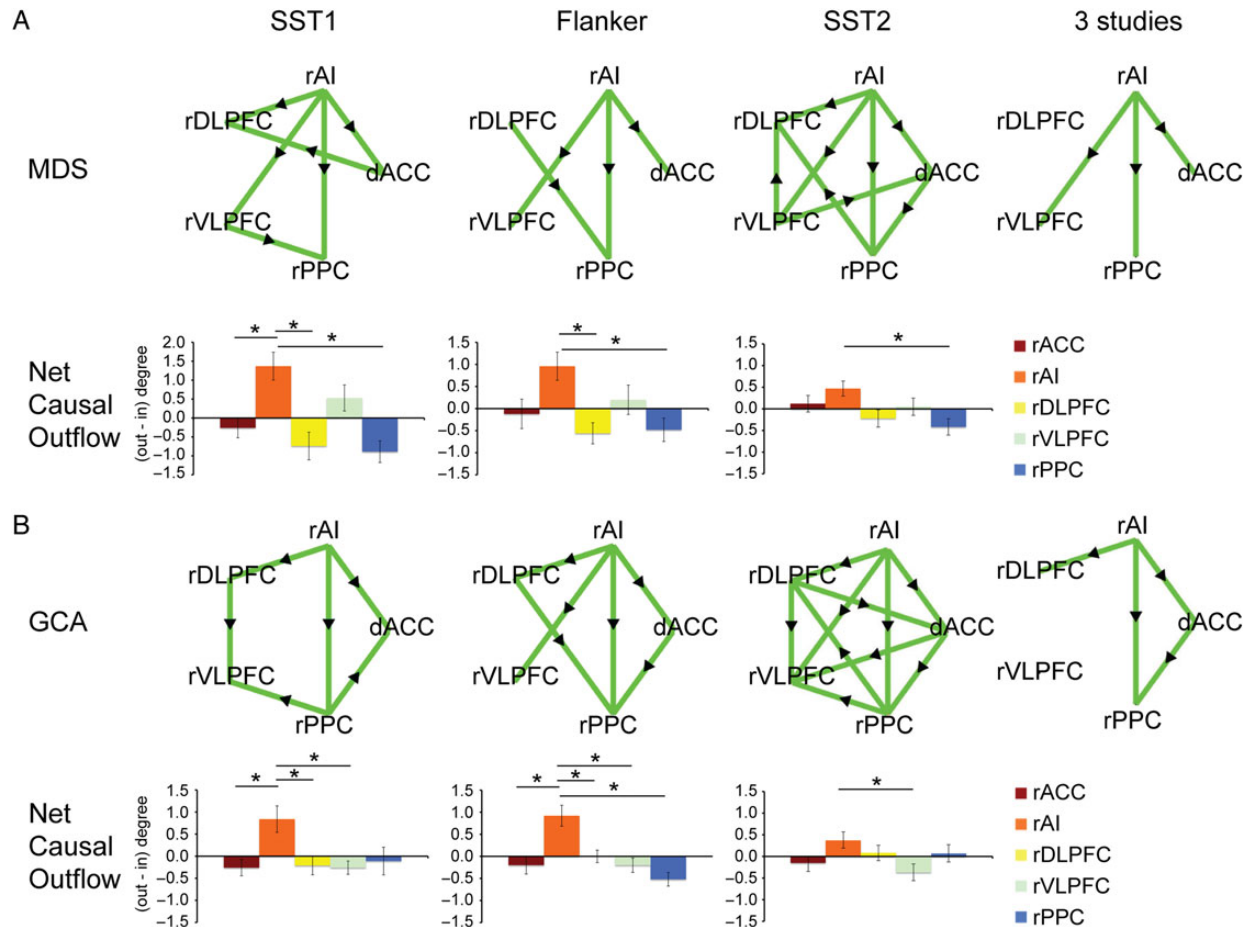 A SST1 Flanker SST2 3 studies
MDS
rAI rAI rAI rAI
rDLPFC rDLPFC rDLPFC rDLPFC
dACC dACC dACC dACC
rVLPFC rVLPFC rVLPFC rVLPFC
rPPC rPPC rPPC rPPC
Net
Causal
Outflow
(out - in) degree
2.0
1.5
1.0
0.5
0.0
−0.5
−1.0
−1.5
* * *
1.5
1.0
0.5
0.0
−0.5
−1.0
−1.5
* *
1.5
1.0
0.5
0.0
−0.5
−1.0
−1.5
*
rACC
rAI
rDLPFC
rVLPFC
rPPC
B
GCA
rAI rAI rAI rAI
rDLPFC rDLPFC rDLPFC rDLPFC
dACC dACC dACC dACC
rVLPFC rVLPFC rVLPFC rVLPFC
rPPC rPPC rPPC rPPC
Net
Causal
Outflow
(out - in) degree
1.5
1.0
0.5
0.0
−0.5
−1.0
−1.5
* * *
1.5
1.0
0.5
0.0
−0.5
−1.0
−1.5
* * * *
1.5
1.0
0.5
0.0
−0.5
−1.0
−1.5
*
rACC
rAI
rDLPFC
rVLPFC
rPPC